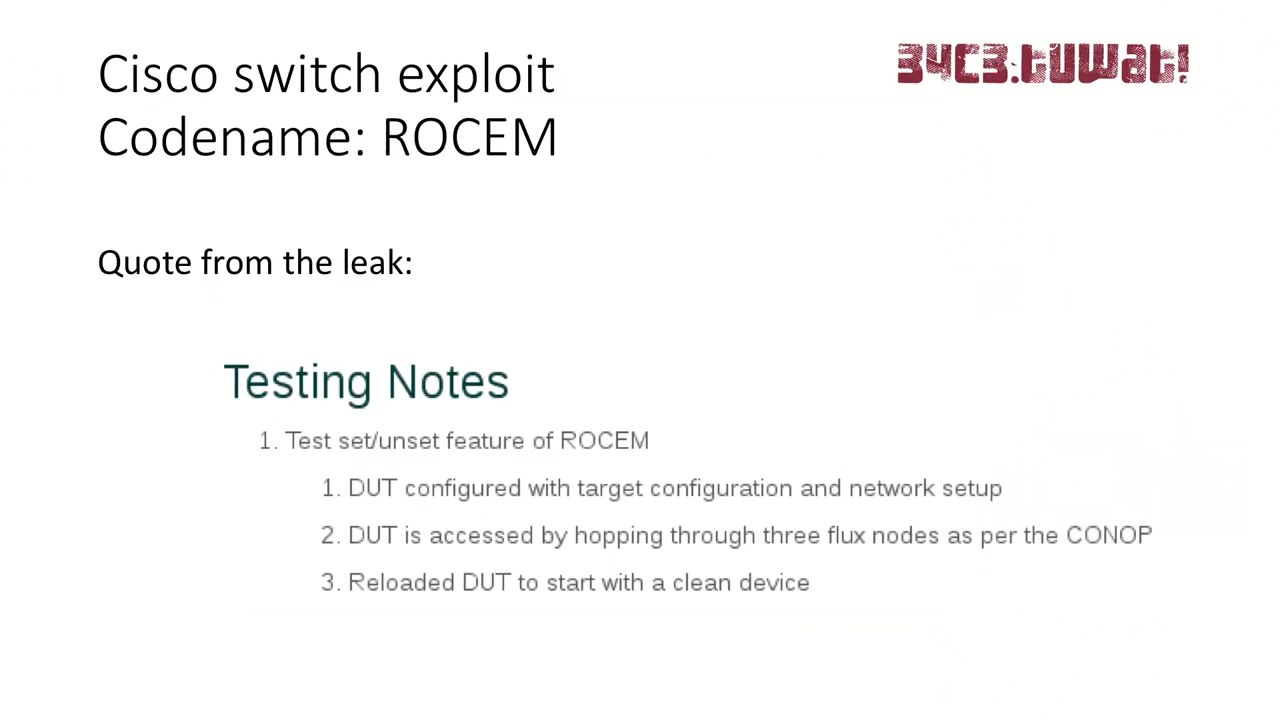 Cisco switch exploit
Codename: ROCEM
34C3.tuwat!
Quote from the leak:
Testing Notes
1. Test set/unset feature of ROCEM
1. DUT configured with target configuration and network setup
2. DUT is accessed by hopping through three flux nodes as per the CONOP
3. Reloaded DUT to start with a clean device